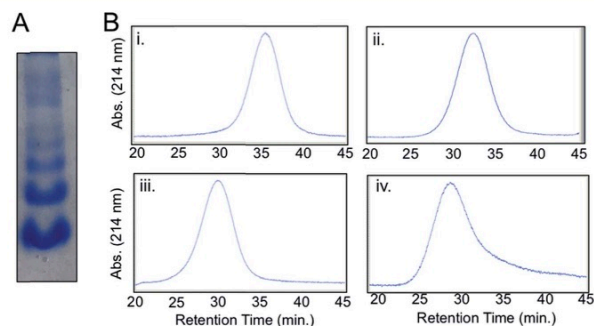 A
B
i.
ii.
Abs. (214 nm)
20 25 30 35 40 45
20 25 30 35 40 45
iii.
iv.
Abs. (214 nm)
20 25 30 35 40 45
20 25 30 35 40 45
Retention Time (min.)
Retention Time (min.)